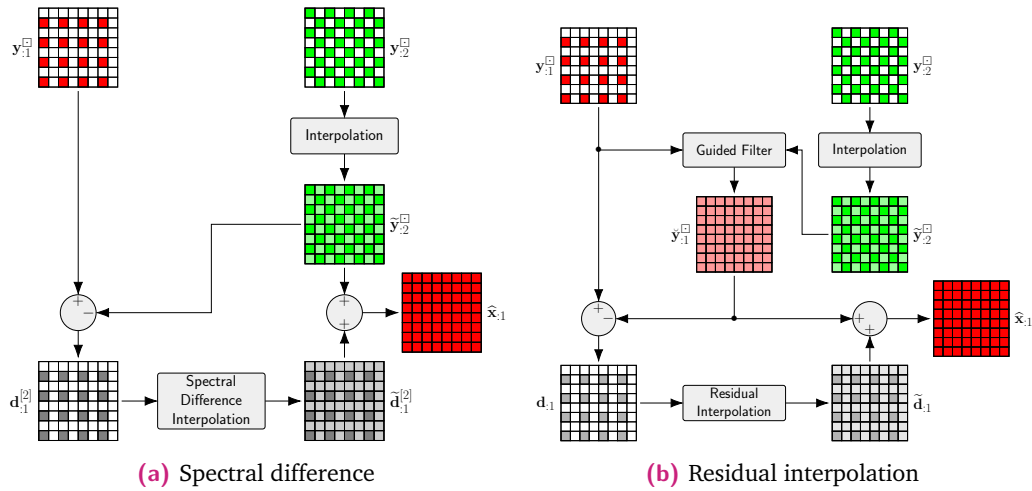 y⊡:1
y⊡:2
Interpolation
ỹ⊡:2
+
−
+
+
x̂:1
d[2]:1
Spectral
Difference
Interpolation
d̃[2]:1
(a) Spectral difference
y⊡:1
y⊡:2
Guided Filter
Interpolation
y̆⊡:1
ỹ⊡:2
+
−
+
+
x̂:1
d:1
Residual
Interpolation
d̃:1
(b) Residual interpolation